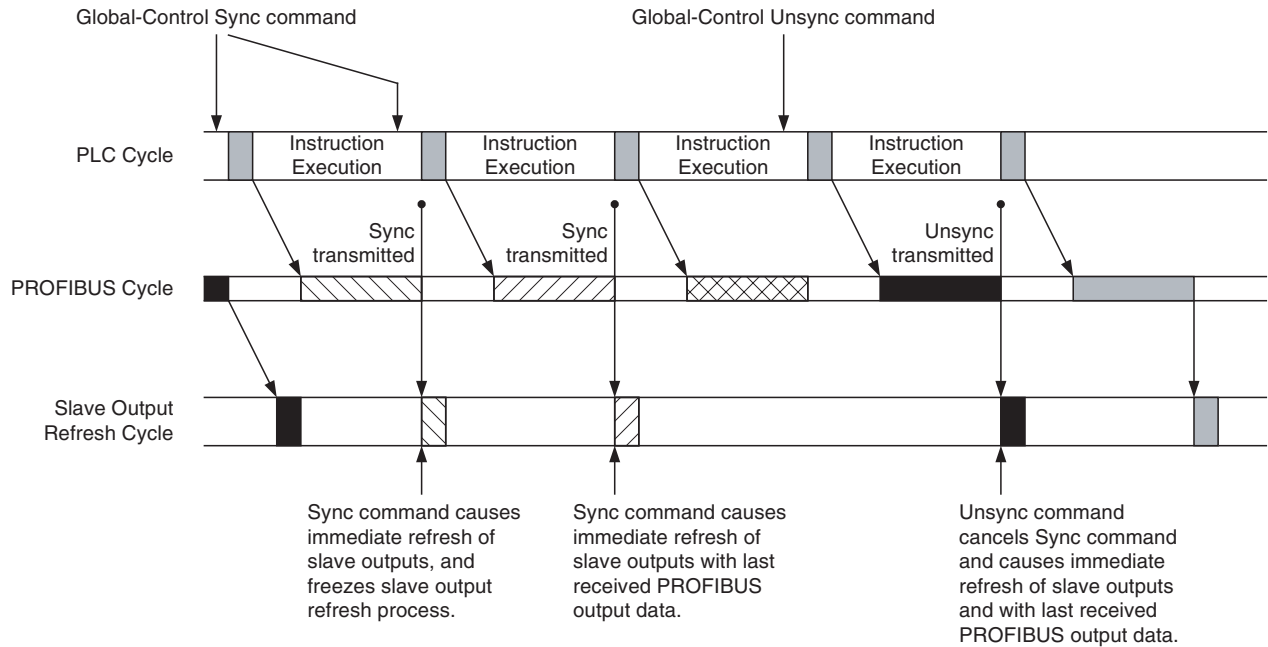 Global-Control Sync command
Global-Control Unsync command
PLC Cycle
Instruction
Execution
Instruction
Execution
Instruction
Execution
Instruction
Execution
Sync
transmitted
Sync
transmitted
Unsync
transmitted
PROFIBUS Cycle
Slave Output
Refresh Cycle
Sync command causes
immediate refresh of
slave outputs, and
freezes slave output
refresh process.
Sync command causes
immediate refresh of
slave outputs with last
received PROFIBUS
output data.
Unsync command
cancels Sync command
and causes immediate
refresh of slave outputs
and with last received
PROFIBUS output data.